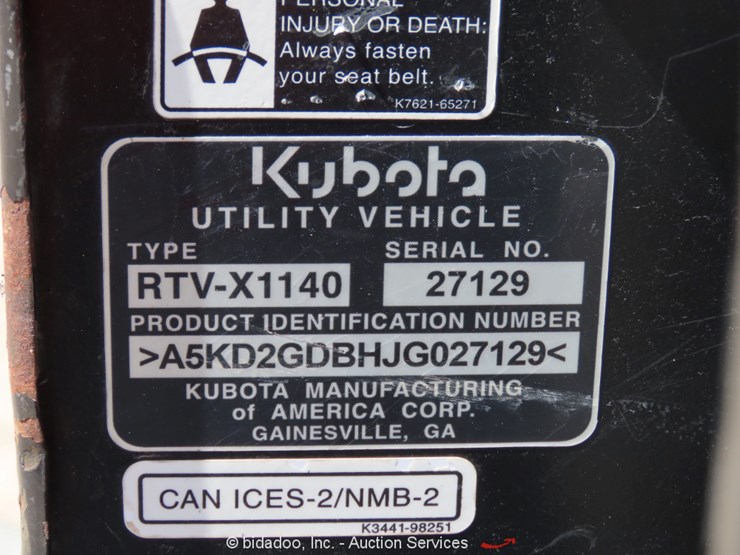 PERSONAL
INJURY OR DEATH:
Always fasten
your seat belt.
K7621-65271
Kubota
UTILITY VEHICLE
TYPE SERIAL NO.
RTV-X1140 27129
PRODUCT IDENTIFICATION NUMBER
>A5KD2GDBHJG027129<
KUBOTA MANUFACTURING
of AMERICA CORP.
GAINESVILLE, GA
CAN ICES-2/NMB-2
K3441-98251
© bidadoo, Inc. - Auction Services